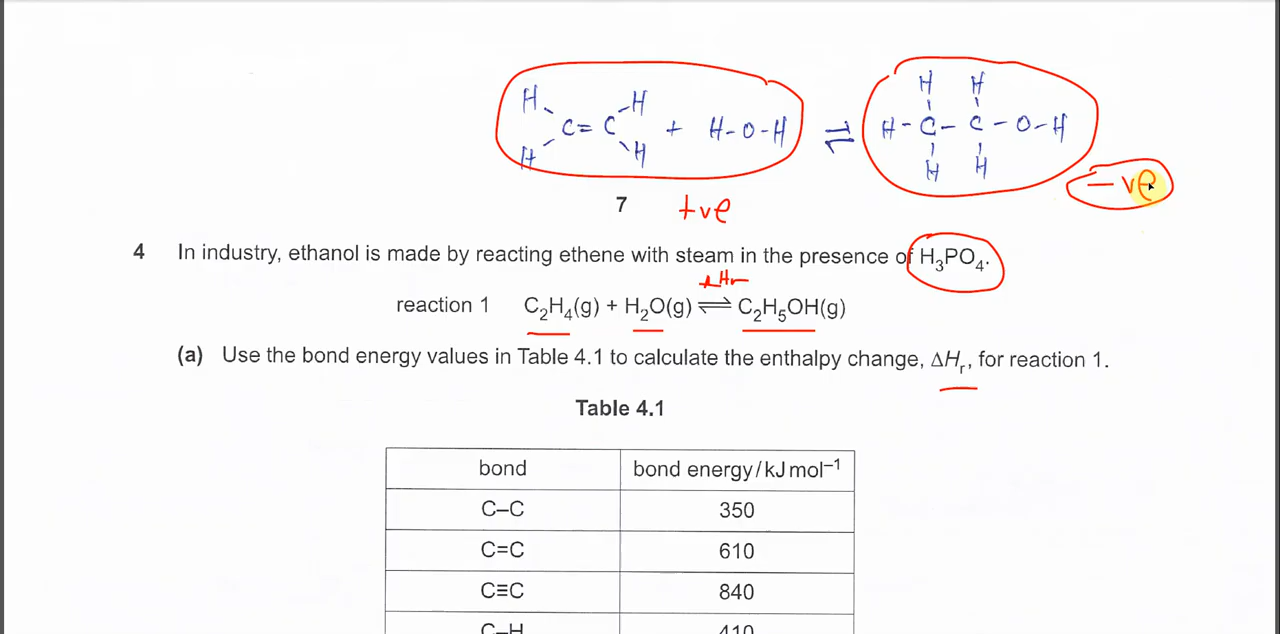 H H H H
C = C + H-O-H ⇌ H-C-C-O-H
H H H H
-ve
7 +ve
4 In industry, ethanol is made by reacting ethene with steam in the presence of H₃PO₄.
ΔHr
reaction 1 C₂H₄(g) + H₂O(g) ⇌ C₂H₅OH(g)
(a) Use the bond energy values in Table 4.1 to calculate the enthalpy change, ΔHᵣ, for reaction 1.
Table 4.1
bond bond energy / kJ mol⁻¹
C–C 350
C=C 610
C≡C 840
C–H 410